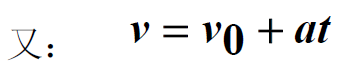 又： v = v0 + at